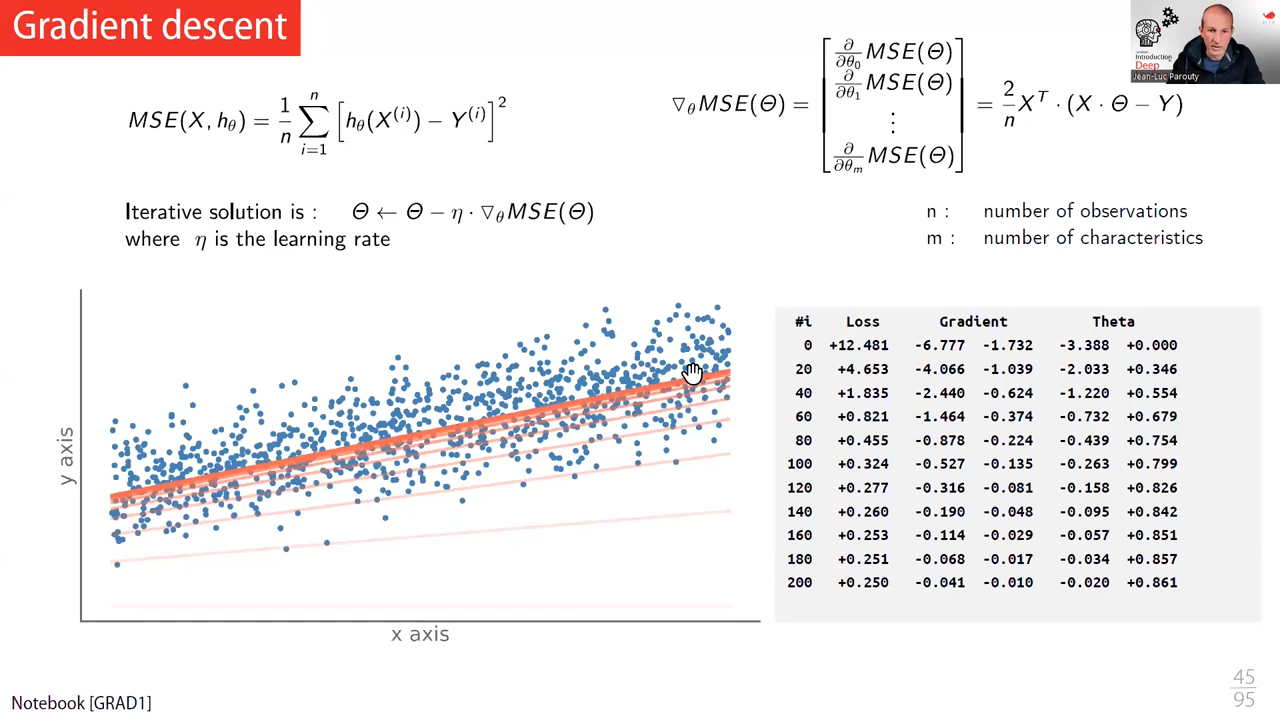 Gradient descent
Introduction
Deep
Jean-Luc Parouty
MSE(X, h_θ) = 1/n ∑_{i=1}^{n} [h_θ(X^(i)) − Y^(i)]^2
▽_θ MSE(Θ) = [∂/∂θ_0 MSE(Θ) ∂/∂θ_1 MSE(Θ) ⋮ ∂/∂θ_m MSE(Θ)] = 2/n X^T · (X · Θ − Y)
Iterative solution is : Θ ← Θ − η · ▽_θ MSE(Θ)
where η is the learning rate
n : number of observations
m : number of characteristics
y axis
x axis
#i Loss Gradient Theta
0 +12.481 -6.777 -1.732 -3.388 +0.000
20 +4.653 -4.066 -1.039 -2.033 +0.346
40 +1.835 -2.440 -0.624 -1.220 +0.554
60 +0.821 -1.464 -0.374 -0.732 +0.679
80 +0.455 -0.878 -0.224 -0.439 +0.754
100 +0.324 -0.527 -0.135 -0.263 +0.799
120 +0.277 -0.316 -0.081 -0.158 +0.826
140 +0.260 -0.190 -0.048 -0.095 +0.842
160 +0.253 -0.114 -0.029 -0.057 +0.851
180 +0.251 -0.068 -0.017 -0.034 +0.857
200 +0.250 -0.041 -0.010 -0.020 +0.861
Notebook [GRAD1]
45
95